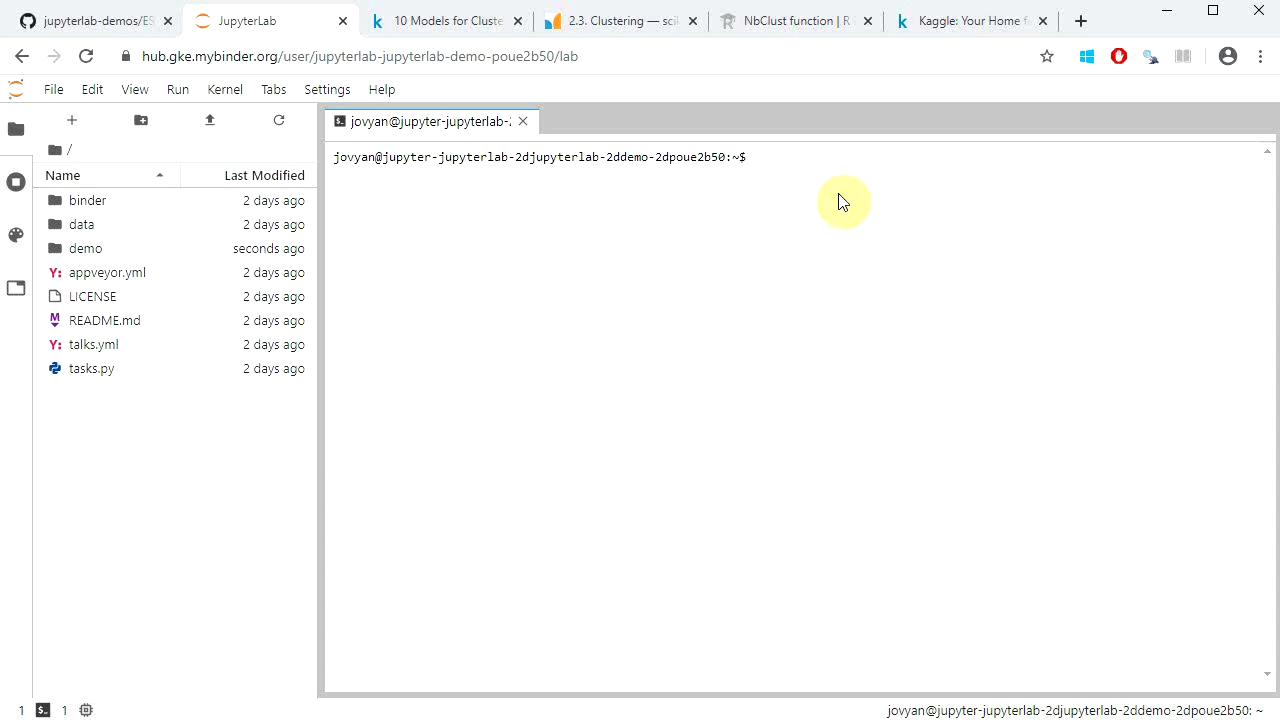 jupyterlab-demos/ES
JupyterLab
10 Models for Cluste
2.3. Clustering — sci
NbClust function | R
Kaggle: Your Home f
hub.gke.mybinder.org/user/jupyterlab-jupyterlab-demo-poue2b50/lab
File Edit View Run Kernel Tabs Settings Help
jovyan@jupyter-jupyterlab-2
/
Name Last Modified
binder 2 days ago
data 2 days ago
demo seconds ago
appveyor.yml 2 days ago
LICENSE 2 days ago
README.md 2 days ago
talks.yml 2 days ago
tasks.py 2 days ago
jovyan@jupyter-jupyterlab-2djupyterlab-2ddemo-2dpoue2b50:~$
1 1
jovyan@jupyter-jupyterlab-2djupyterlab-2ddemo-2dpoue2b50: ~